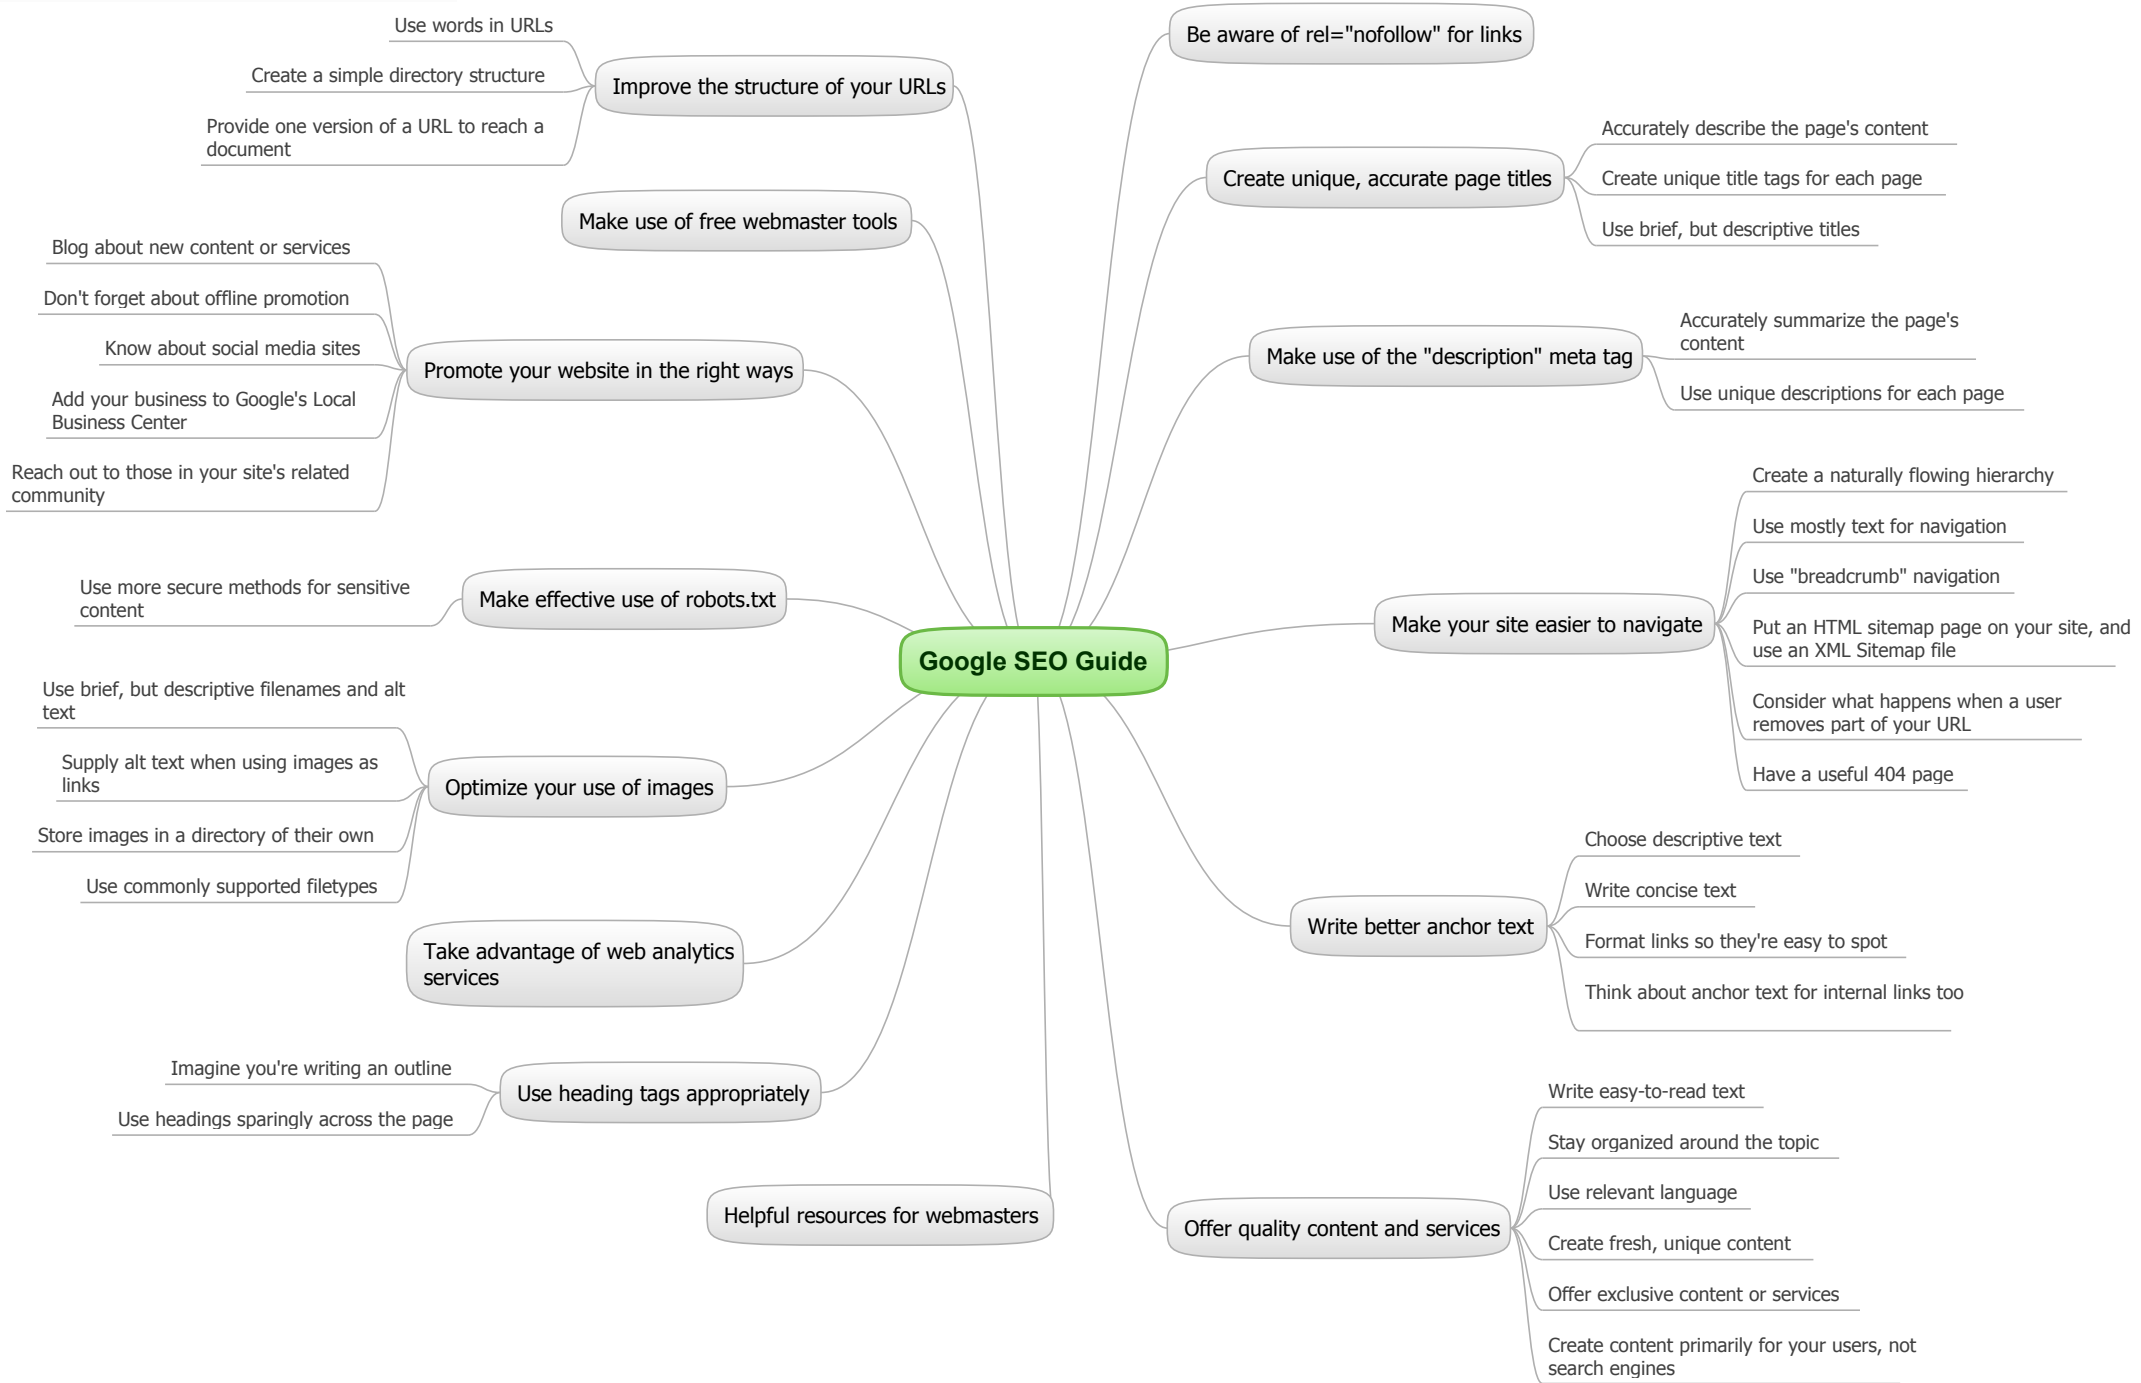 Use words in URLs
Create a simple directory structure
Provide one version of a URL to reach a
document
Improve the structure of your URLs
Make use of free webmaster tools
Blog about new content or services
Don't forget about offline promotion
Know about social media sites
Add your business to Google's Local
Business Center
Reach out to those in your site's related
community
Promote your website in the right ways
Use more secure methods for sensitive
content
Make effective use of robots.txt
Use brief, but descriptive filenames and alt
text
Supply alt text when using images as
links
Store images in a directory of their own
Use commonly supported filetypes
Optimize your use of images
Take advantage of web analytics
services
Imagine you're writing an outline
Use headings sparingly across the page
Use heading tags appropriately
Helpful resources for webmasters
Google SEO Guide
Be aware of rel="nofollow" for links
Create unique, accurate page titles
Accurately describe the page's content
Create unique title tags for each page
Use brief, but descriptive titles
Make use of the "description" meta tag
Accurately summarize the page's
content
Use unique descriptions for each page
Make your site easier to navigate
Create a naturally flowing hierarchy
Use mostly text for navigation
Use "breadcrumb" navigation
Put an HTML sitemap page on your site, and
use an XML Sitemap file
Consider what happens when a user
removes part of your URL
Have a useful 404 page
Write better anchor text
Choose descriptive text
Write concise text
Format links so they're easy to spot
Think about anchor text for internal links too
Offer quality content and services
Write easy-to-read text
Stay organized around the topic
Use relevant language
Create fresh, unique content
Offer exclusive content or services
Create content primarily for your users, not
search engines